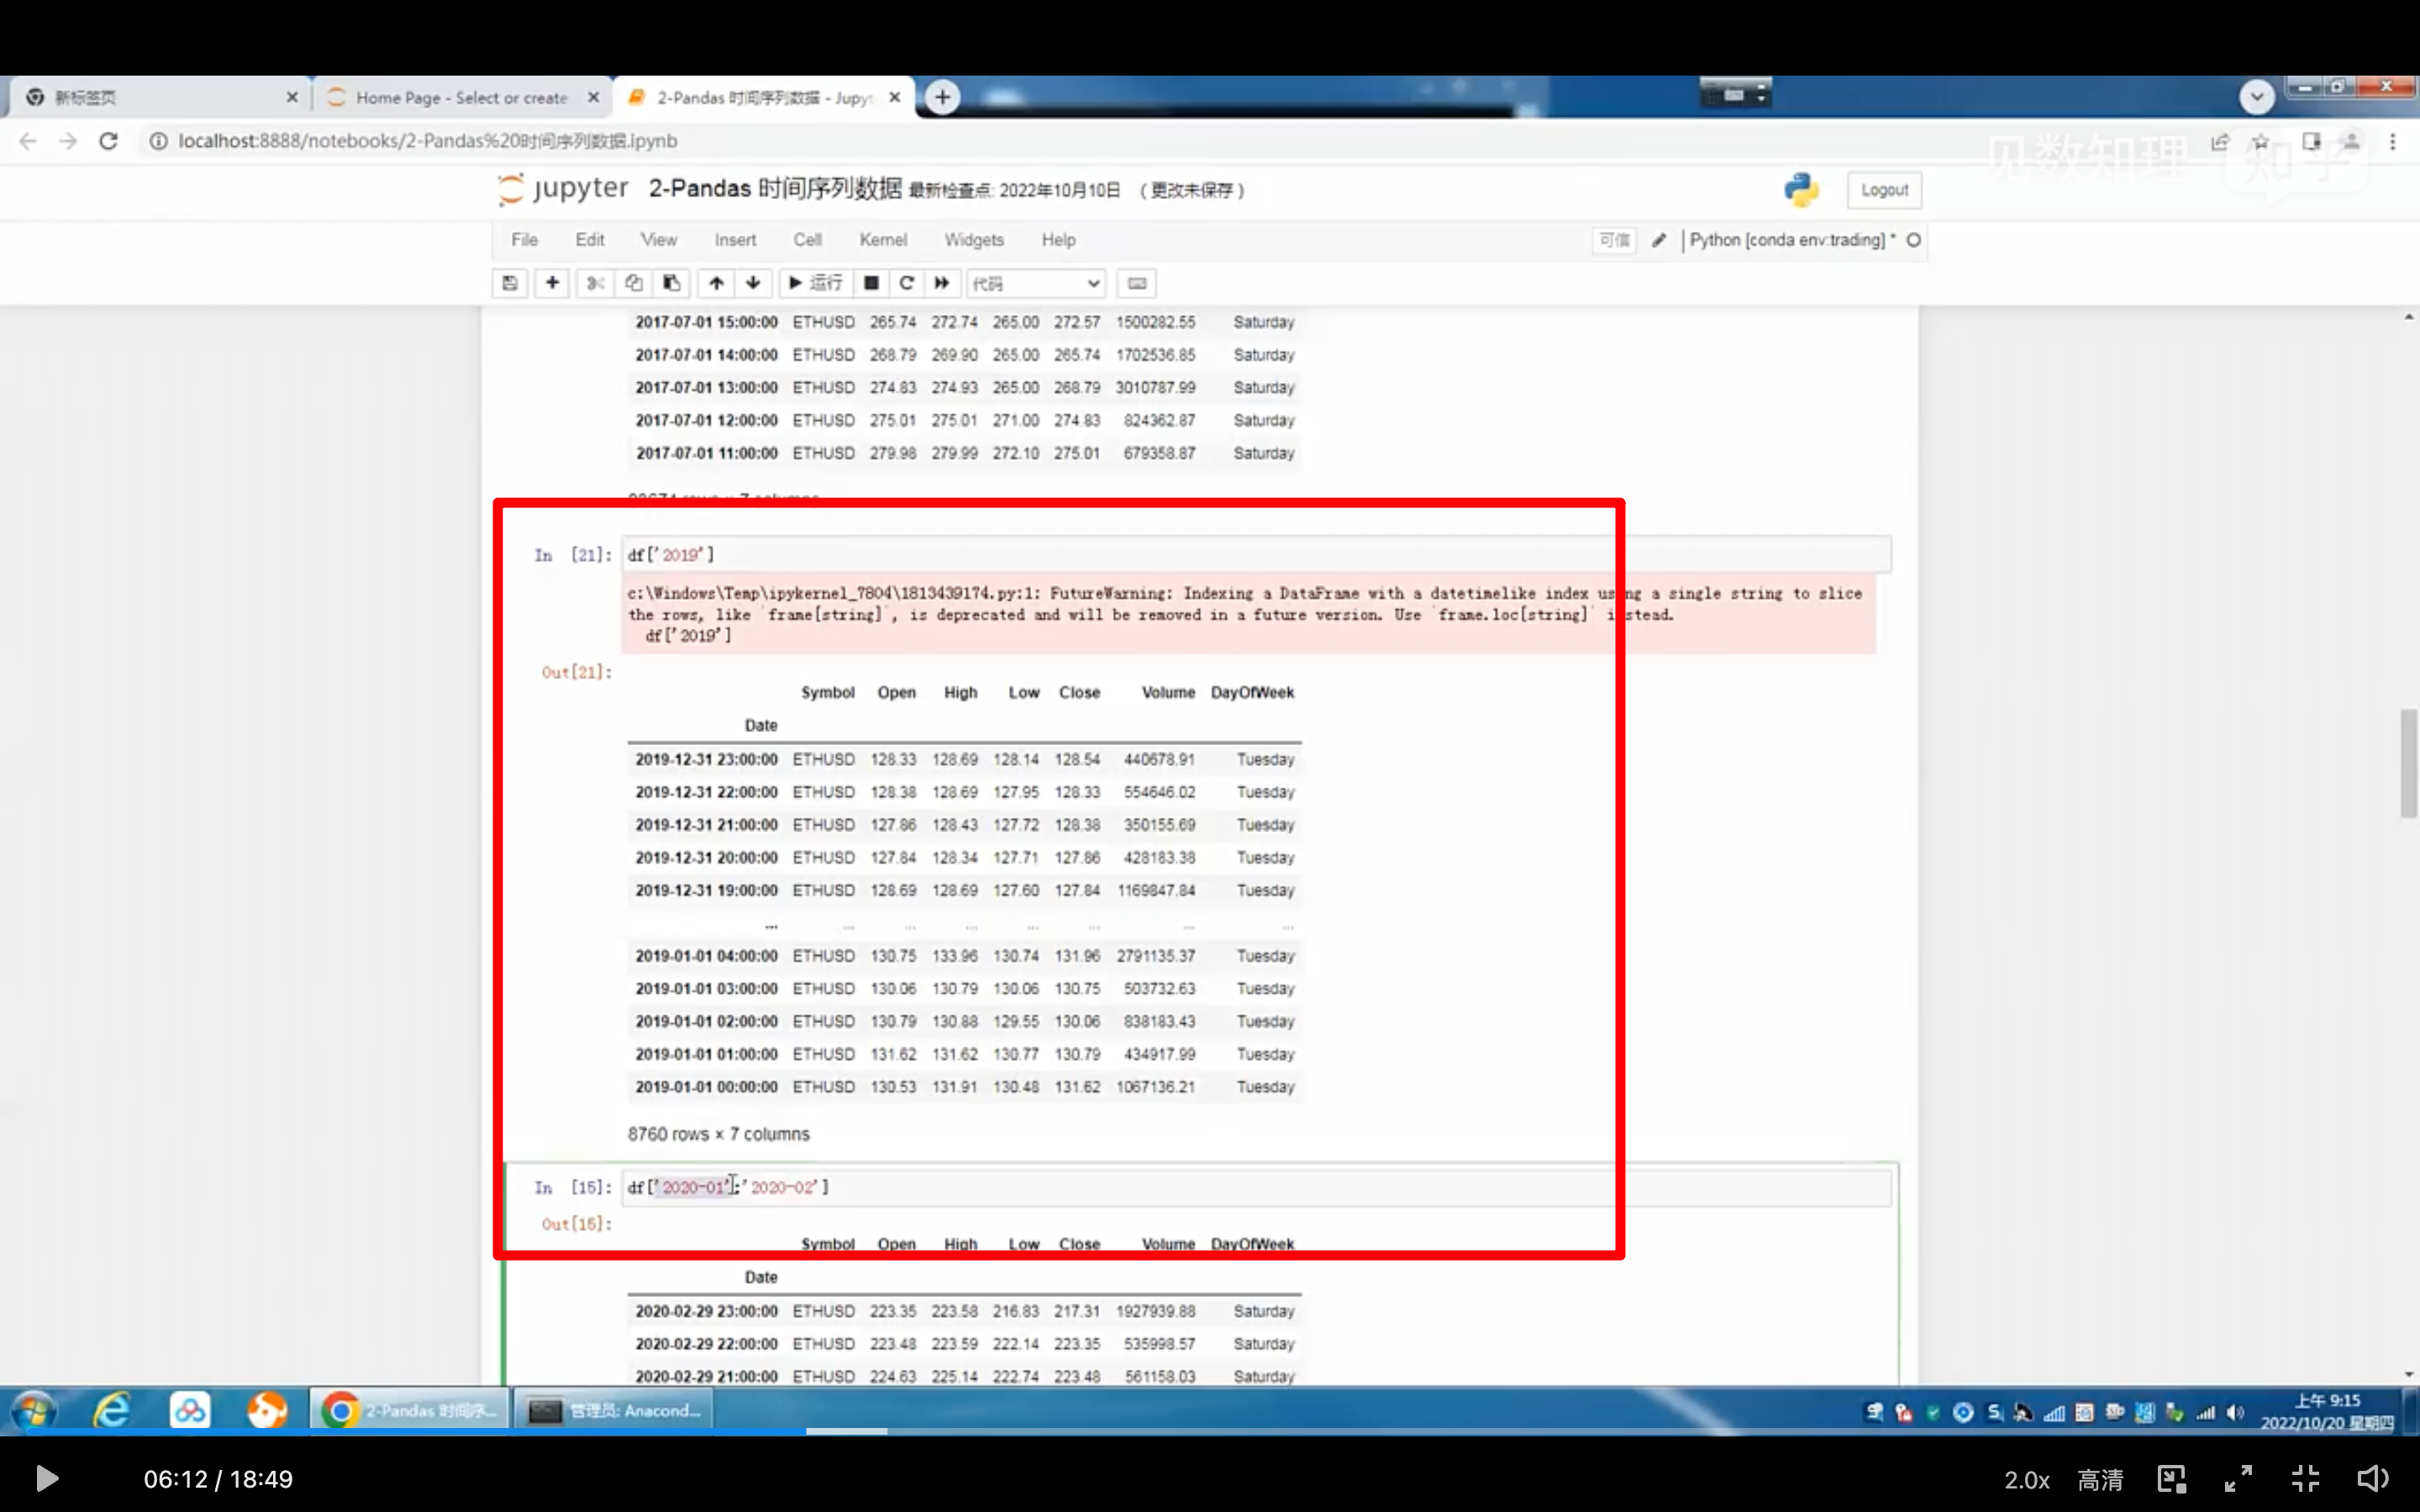 新标签页
Home Page - Select or create
2-Pandas 时间序列数据 - Jupyt
localhost:8888/notebooks/2-Pandas%20时间序列数据.ipynb
见数知理 知乎
jupyter 2-Pandas 时间序列数据 最新检查点: 2022年10月10日 (更改未保存)
Logout
File Edit View Insert Cell Kernel Widgets Help
可信 Python [conda env:trading] *
运行 代码
2017-07-01 15:00:00 ETHUSD 265.74 272.74 265.00 272.57 1500282.55 Saturday
2017-07-01 14:00:00 ETHUSD 268.79 269.90 265.00 265.74 1702536.85 Saturday
2017-07-01 13:00:00 ETHUSD 274.83 274.93 265.00 268.79 3010787.99 Saturday
2017-07-01 12:00:00 ETHUSD 275.01 275.01 271.00 274.83 824362.87 Saturday
2017-07-01 11:00:00 ETHUSD 279.98 279.99 272.10 275.01 679358.87 Saturday
In [21]: df['2019']
c:\Windows\Temp\ipykernel_7804\1813439174.py:1: FutureWarning: Indexing a DataFrame with a datetimelike index using a single string to slice
the rows, like `frame[string]`, is deprecated and will be removed in a future version. Use `frame.loc[string]` instead.
df['2019']
Out[21]:
Symbol Open High Low Close Volume DayOfWeek
Date
2019-12-31 23:00:00 ETHUSD 128.33 128.69 128.14 128.54 440678.91 Tuesday
2019-12-31 22:00:00 ETHUSD 128.38 128.69 127.95 128.33 554646.02 Tuesday
2019-12-31 21:00:00 ETHUSD 127.86 128.43 127.72 128.38 350155.69 Tuesday
2019-12-31 20:00:00 ETHUSD 127.84 128.34 127.71 127.86 428183.38 Tuesday
2019-12-31 19:00:00 ETHUSD 128.69 128.69 127.60 127.84 1169847.84 Tuesday
... ... ... ... ... ... ... ...
2019-01-01 04:00:00 ETHUSD 130.75 133.96 130.74 131.96 2791135.37 Tuesday
2019-01-01 03:00:00 ETHUSD 130.06 130.79 130.06 130.75 503732.63 Tuesday
2019-01-01 02:00:00 ETHUSD 130.79 130.88 129.55 130.06 838183.43 Tuesday
2019-01-01 01:00:00 ETHUSD 131.62 131.62 130.77 130.79 434917.99 Tuesday
2019-01-01 00:00:00 ETHUSD 130.53 131.91 130.48 131.62 1067136.21 Tuesday
8760 rows × 7 columns
In [15]: df['2020-01':'2020-02']
Out[15]:
Symbol Open High Low Close Volume DayOfWeek
Date
2020-02-29 23:00:00 ETHUSD 223.35 223.58 216.83 217.31 1927939.88 Saturday
2020-02-29 22:00:00 ETHUSD 223.48 223.59 222.14 223.35 535998.57 Saturday
2020-02-29 21:00:00 ETHUSD 224.63 225.14 222.74 223.48 561158.03 Saturday
2-Pandas 时间序...
管理员: Anacond...
上午 9:15
2022/10/20 星期四
06:12 / 18:49
2.0x 高清